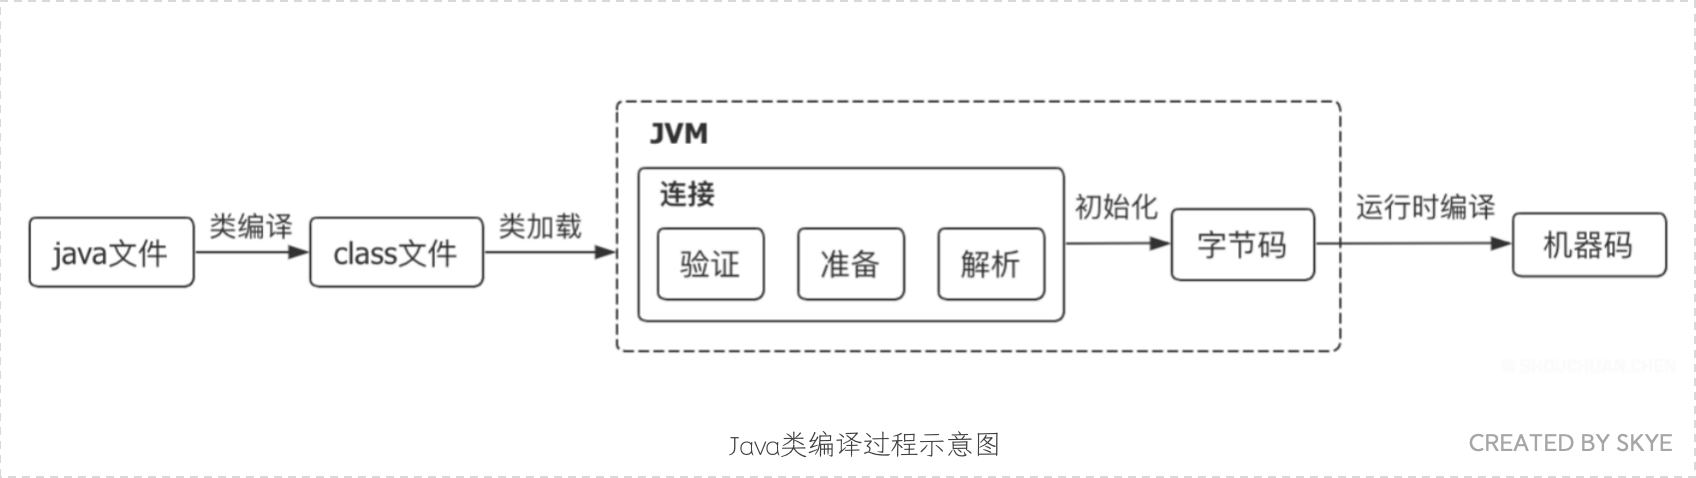 JVM
连接
java文件
类编译
class文件
类加载
验证
准备
解析
初始化
字节码
运行时编译
机器码
© SHOUCHUAN.CHEN
Java类编译过程示意图
CREATED BY SKYE